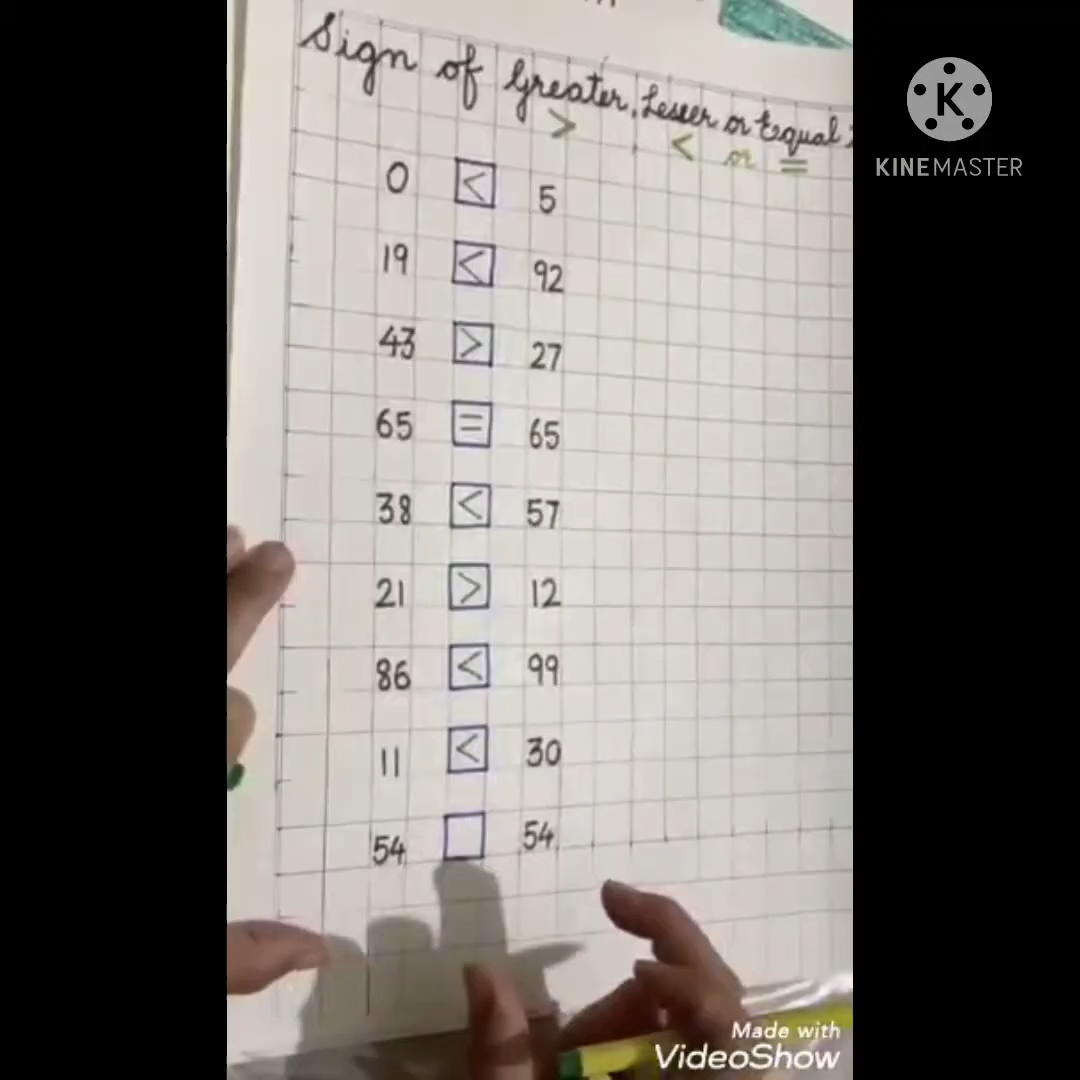 Sign of Greater, Lesser or Equal
> < or =
0 < 5
19 < 92
43 > 27
65 = 65
38 < 57
21 > 12
86 < 99
11 < 30
54 54
K
KINEMASTER
Made with
VideoShow